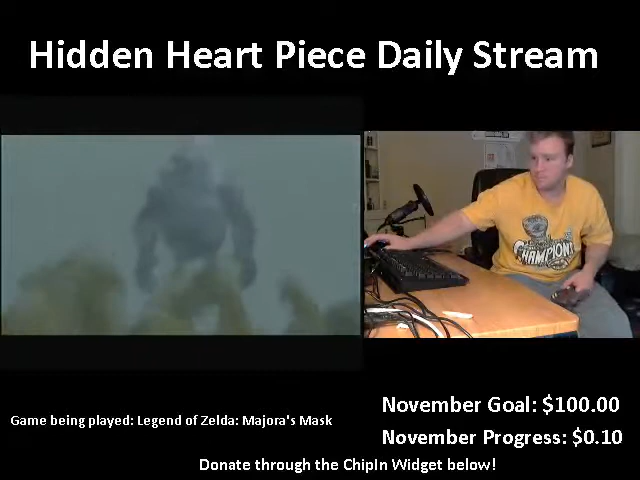 Hidden Heart Piece Daily Stream
CHAMPIONS
Game being played: Legend of Zelda: Majora's Mask
November Goal: $100.00
November Progress: $0.10
Donate through the ChipIn Widget below!